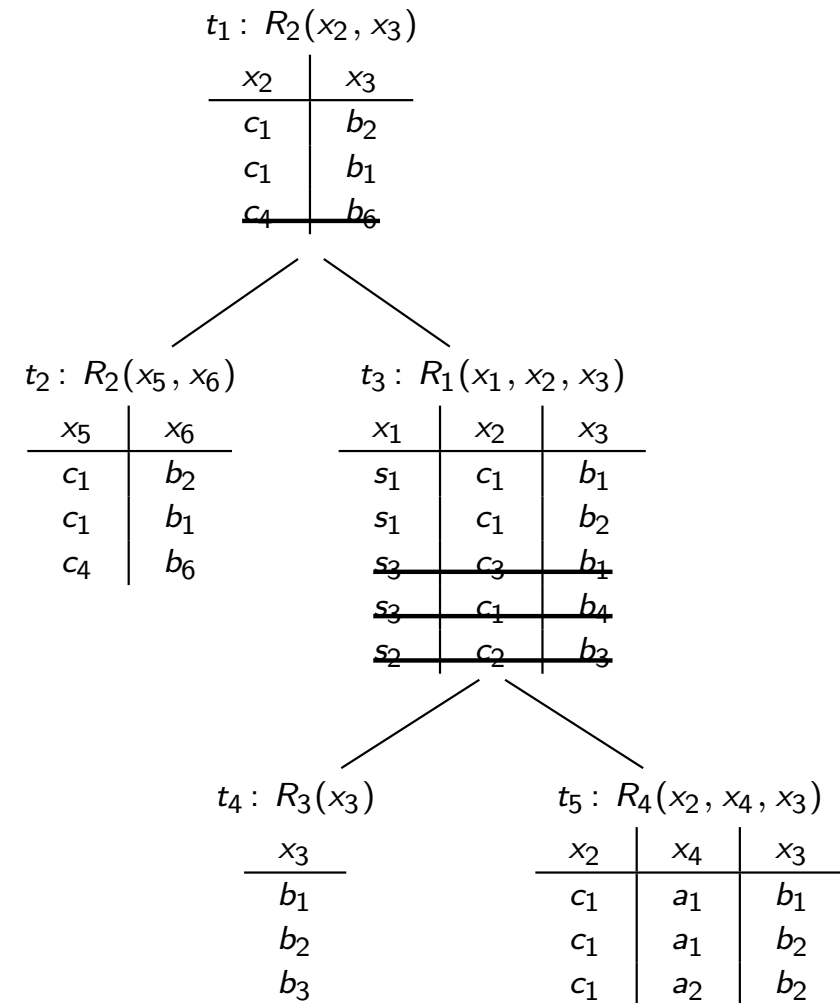 t₁: R₂(x₂, x₃)
x₂ x₃
c₁ b₂
c₁ b₁
c₄ b₆
t₂: R₂(x₅, x₆)
x₅ x₆
c₁ b₂
c₁ b₁
c₄ b₆
t₃: R₁(x₁, x₂, x₃)
x₁ x₂ x₃
s₁ c₁ b₁
s₁ c₁ b₂
s₃ c₃ b₁
s₃ c₁ b₄
s₂ c₂ b₃
t₄: R₃(x₃)
x₃
b₁
b₂
b₃
t₅: R₄(x₂, x₄, x₃)
x₂ x₄ x₃
c₁ a₁ b₁
c₁ a₁ b₂
c₁ a₂ b₂